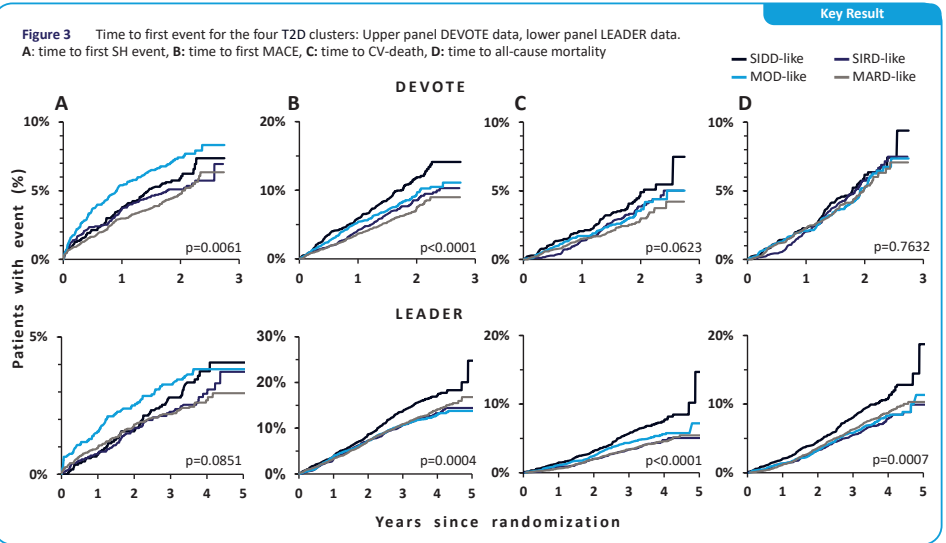 Key Result
Figure 3 Time to first event for the four T2D clusters: Upper panel DEVOTE data, lower panel LEADER data.
A: time to first SH event, B: time to first MACE, C: time to CV-death, D: time to all-cause mortality
SIDD-like SIRD-like
MOD-like MARD-like
DEVOTE
A B C D
Patients with event (%)
10% 20% 10% 10%
5% 10% 5% 5%
p=0.0061 p<0.0001 p=0.0623 p=0.7632
0% 0% 0% 0%
0 1 2 3 0 1 2 3 0 1 2 3 0 1 2 3
LEADER
5% 30% 20% 20%
20%
10% 10% 10%
p=0.0851 p=0.0004 p<0.0001 p=0.0007
0% 0% 0% 0%
0 1 2 3 4 5 0 1 2 3 4 5 0 1 2 3 4 5 0 1 2 3 4 5
Years since randomization